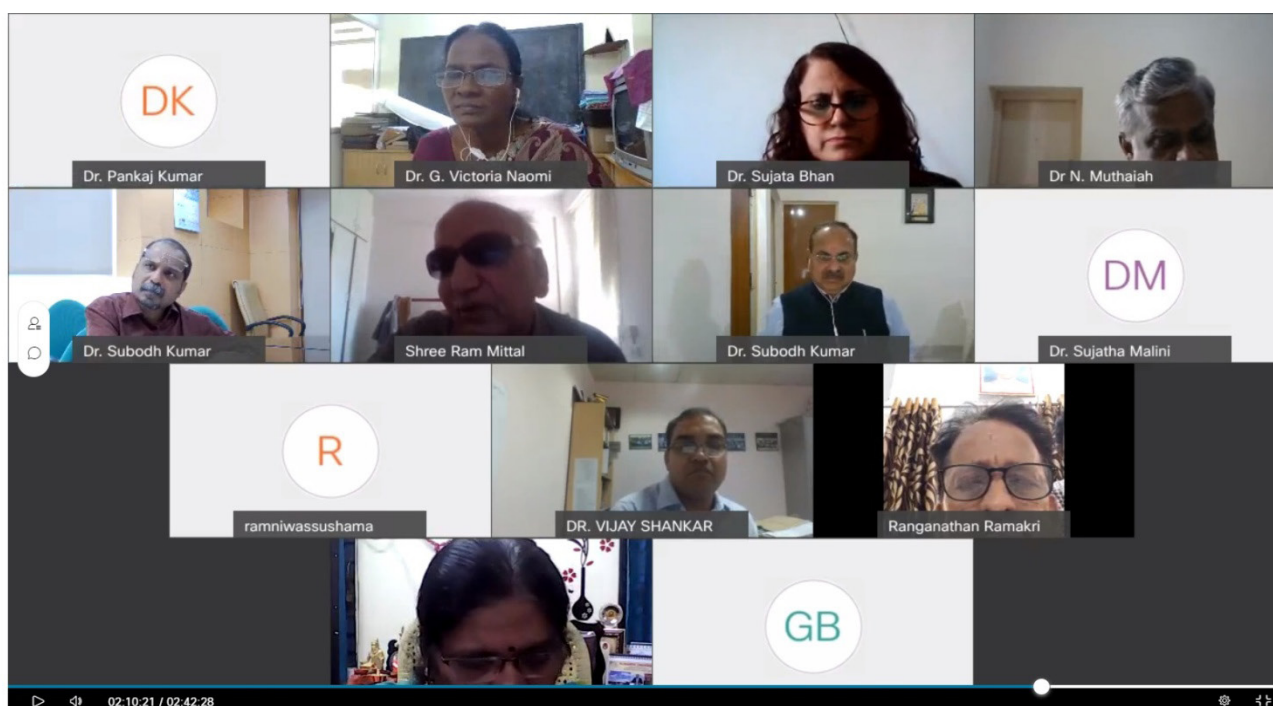 DK
Dr. Pankaj Kumar
Dr. G. Victoria Naomi
Dr. Sujata Bhan
Dr N. Muthaiah
Dr. Subodh Kumar
Shree Ram Mittal
Dr. Subodh Kumar
DM
Dr. Sujatha Malini
R
ramniwassushama
DR. VIJAY SHANKAR
Ranganathan Ramakri
GB
02:10:21 / 02:42:28